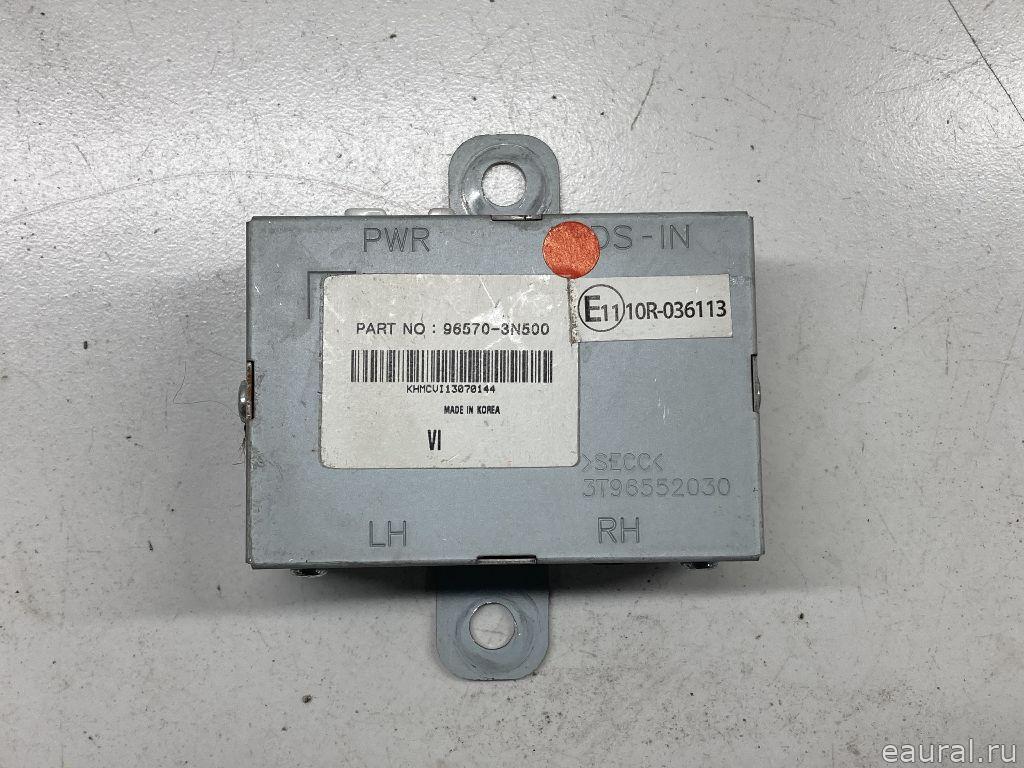 PWR
DS-IN
PART NO : 96570-3N500
KHMCVI13070144
MADE IN KOREA
VI
E11 10R-036113
>SECC<
3T96552030
LH
RH
eaural.ru